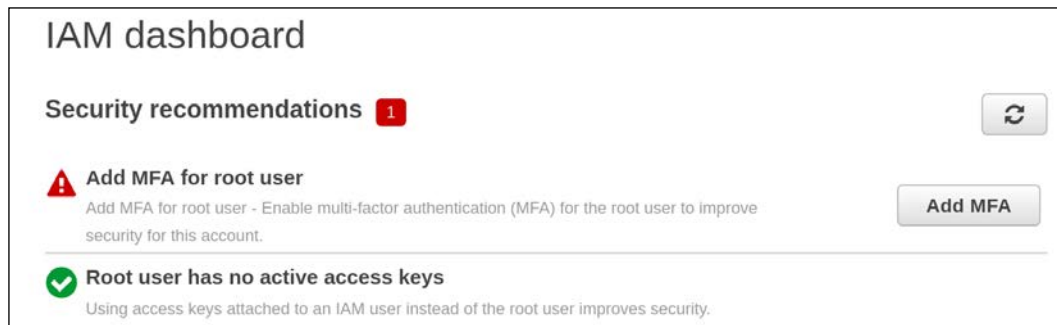 IAM dashboard
Security recommendations 1
Add MFA for root user
Add MFA for root user - Enable multi-factor authentication (MFA) for the root user to improve
security for this account.
Add MFA
Root user has no active access keys
Using access keys attached to an IAM user instead of the root user improves security.